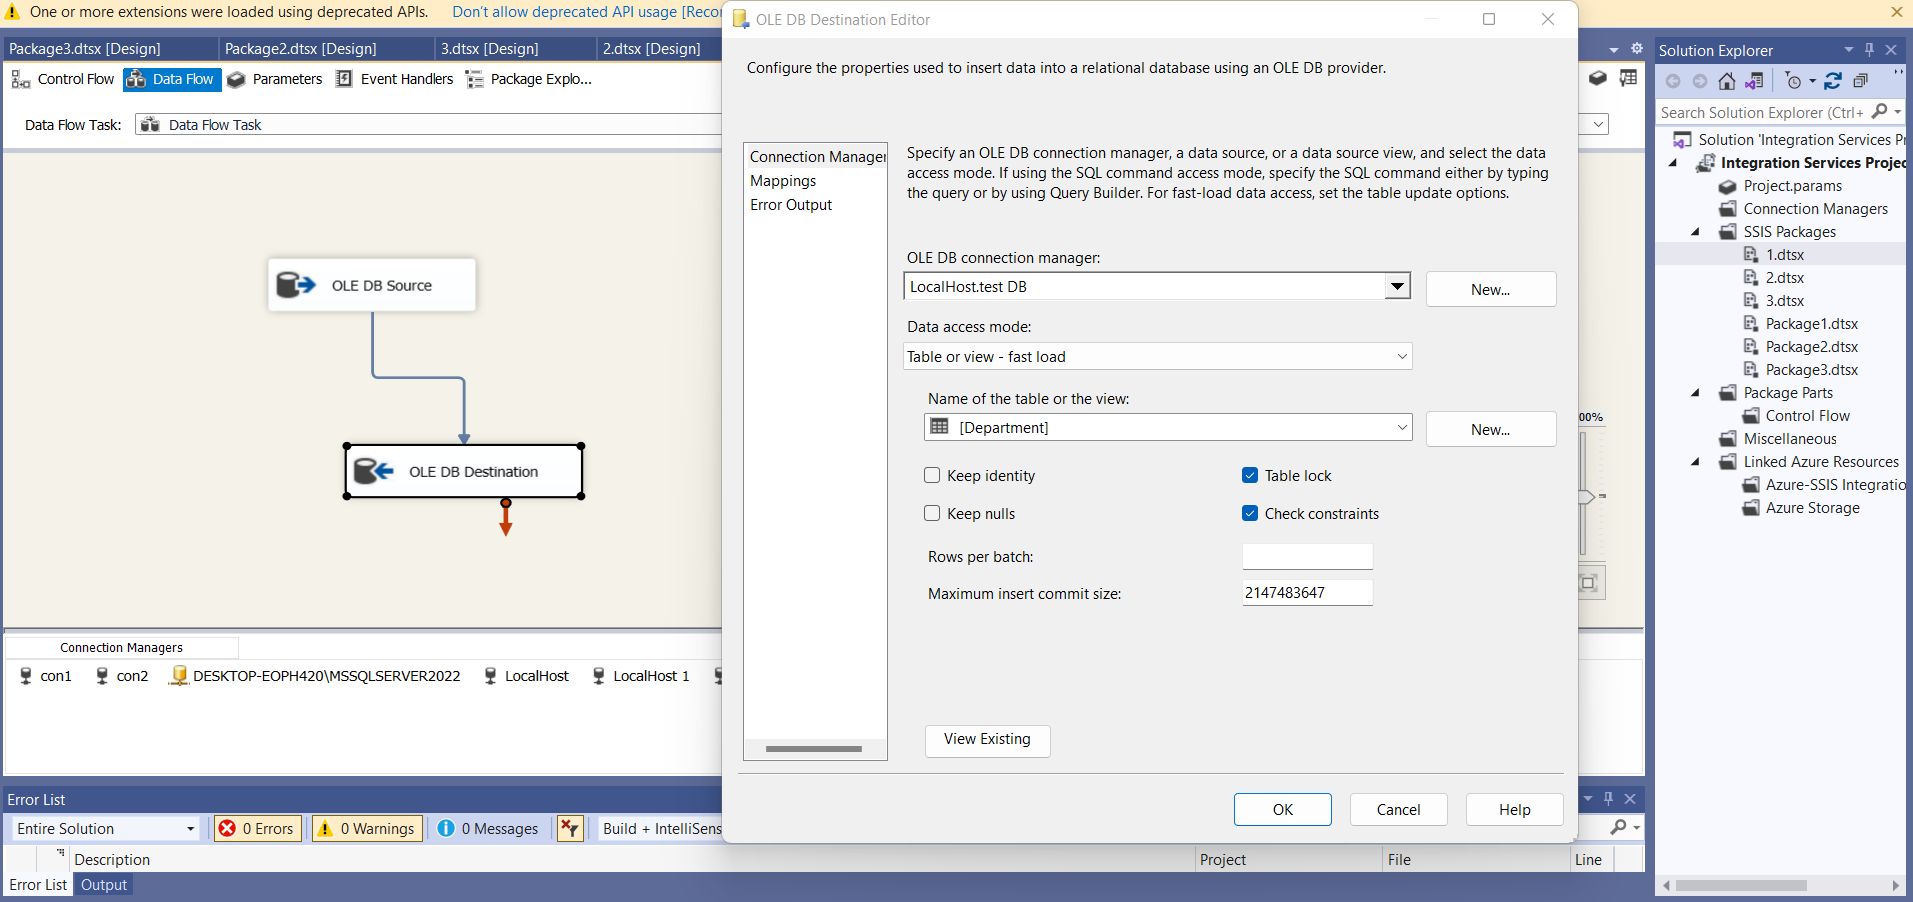 One or more extensions were loaded using deprecated APIs. Don't allow deprecated API usage [Recor
Package3.dtsx [Design]
Package2.dtsx [Design]
3.dtsx [Design]
2.dtsx [Design]
Control Flow
Data Flow
Parameters
Event Handlers
Package Explo...
Data Flow Task:
Data Flow Task
OLE DB Source
OLE DB Destination
Connection Managers
con1
con2
DESKTOP-EOPH420\MSSQLSERVER2022
LocalHost
LocalHost 1
Error List
Entire Solution
0 Errors
0 Warnings
0 Messages
Build + IntelliSens
Description
Project
File
Line
Error List
Output
OLE DB Destination Editor
Configure the properties used to insert data into a relational database using an OLE DB provider.
Connection Manager
Mappings
Error Output
Specify an OLE DB connection manager, a data source, or a data source view, and select the data
access mode. If using the SQL command access mode, specify the SQL command either by typing
the query or by using Query Builder. For fast-load data access, set the table update options.
OLE DB connection manager:
LocalHost.test DB
New...
Data access mode:
Table or view - fast load
Name of the table or the view:
[Department]
New...
Keep identity
Table lock
Keep nulls
Check constraints
Rows per batch:
Maximum insert commit size:
2147483647
View Existing
OK
Cancel
Help
00%
Solution Explorer
Search Solution Explorer (Ctrl+
Solution 'Integration Services Pr
Integration Services Projec
Project.params
Connection Managers
SSIS Packages
1.dtsx
2.dtsx
3.dtsx
Package1.dtsx
Package2.dtsx
Package3.dtsx
Package Parts
Control Flow
Miscellaneous
Linked Azure Resources
Azure-SSIS Integratio
Azure Storage